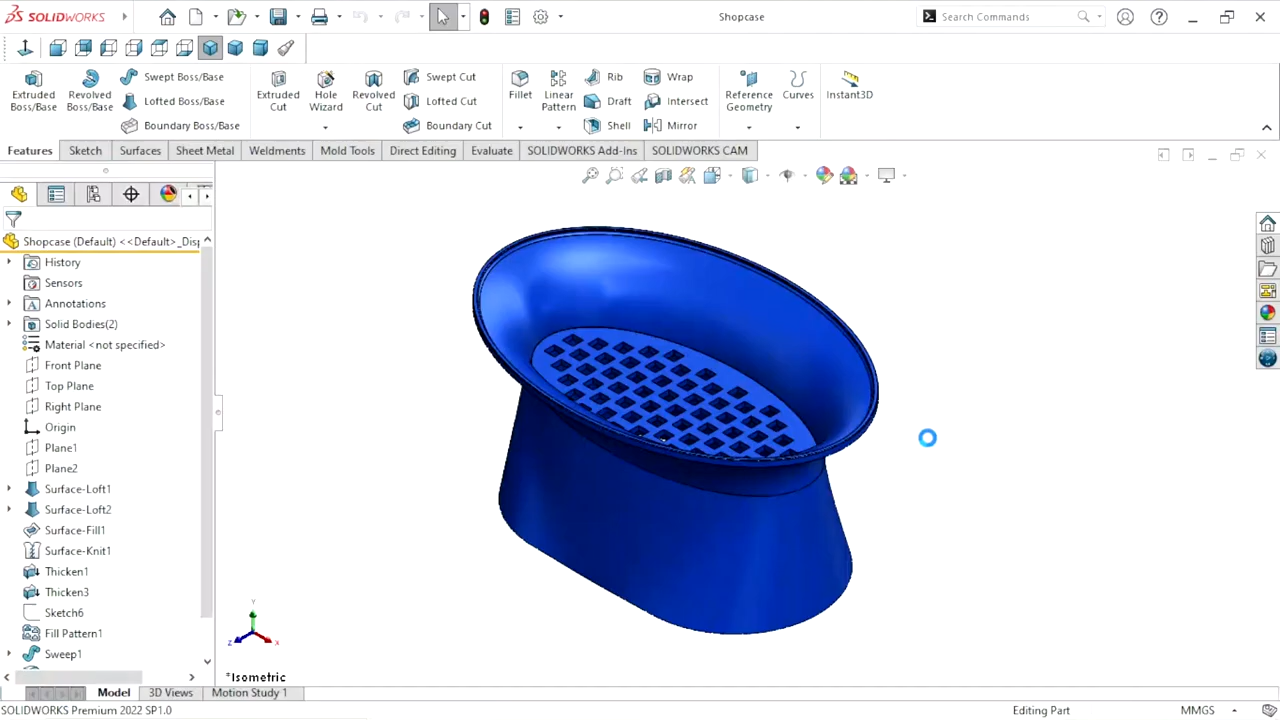 SOLIDWORKS
Shopcase
Search Commands
Extruded Boss/Base
Revolved Boss/Base
Swept Boss/Base
Lofted Boss/Base
Boundary Boss/Base
Extruded Cut
Hole Wizard
Revolved Cut
Swept Cut
Lofted Cut
Boundary Cut
Fillet
Linear Pattern
Rib
Draft
Shell
Wrap
Intersect
Mirror
Reference Geometry
Curves
Instant3D
Features Sketch Surfaces Sheet Metal Weldments Mold Tools Direct Editing Evaluate SOLIDWORKS Add-Ins SOLIDWORKS CAM
Shopcase (Default) <<Default>_Disp
History
Sensors
Annotations
Solid Bodies(2)
Material <not specified>
Front Plane
Top Plane
Right Plane
Origin
Plane1
Plane2
Surface-Loft1
Surface-Loft2
Surface-Fill1
Surface-Knit1
Thicken1
Thicken3
Sketch6
Fill Pattern1
Sweep1
Y
Z
X
*Isometric
Model 3D Views Motion Study 1
SOLIDWORKS Premium 2022 SP1.0
Editing Part
MMGS